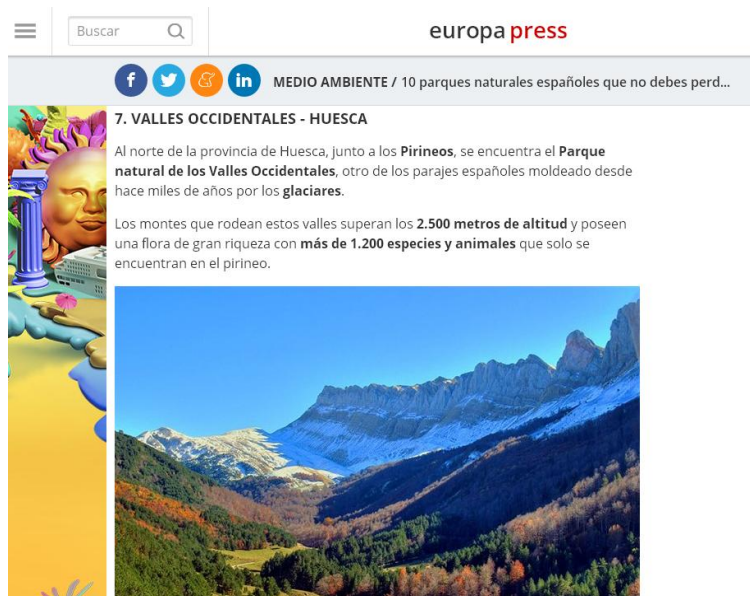 Buscar
europa press
MEDIO AMBIENTE / 10 parques naturales españoles que no debes perd...
7. VALLES OCCIDENTALES - HUESCA
Al norte de la provincia de Huesca, junto a los Pirineos, se encuentra el Parque
natural de los Valles Occidentales, otro de los parajes españoles moldeado desde
hace miles de años por los glaciares.
Los montes que rodean estos valles superan los 2.500 metros de altitud y poseen
una flora de gran riqueza con más de 1.200 especies y animales que solo se
encuentran en el pirineo.